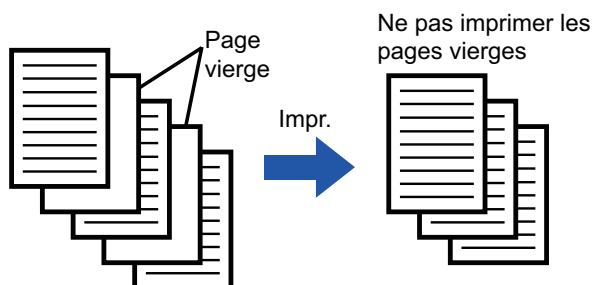 Page
vierge
Impr.
Ne pas imprimer les
pages vierges